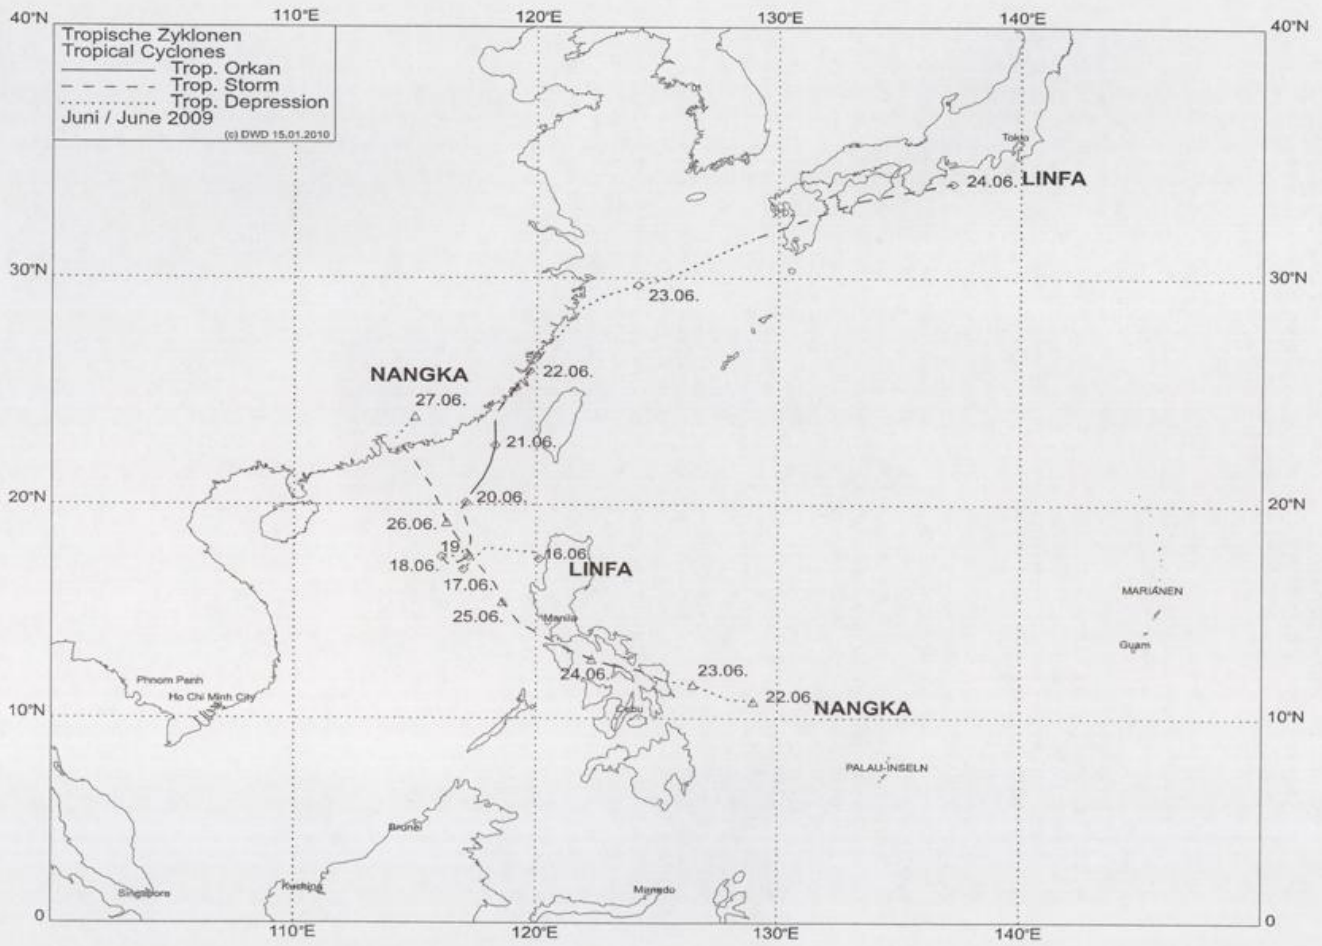 110°E 120°E 130°E 140°E
40°N 40°N
Tropische Zyklonen
Tropical Cyclones
Trop. Orkan
Trop. Storm
Trop. Depression
Juni / June 2009
(c) DWD 15.01.2010
Tokio
24.06. LINFA
30°N 30°N
23.06.
22.06.
NANGKA
27.06.
21.06.
20°N 20°N
20.06.
26.06.
19.
16.06.
18.06.
LINFA
17.06.
MARIANEN
25.06.
Manila
Guam
23.06.
24.06.
Phnom Panh
22.06.
Ho Chi Minh City
NANGKA
Cebu
10°N 10°N
PALAU-INSELN
Brunei
Kuching
Manado
Singapore
0 0
110°E 120°E 130°E 140°E